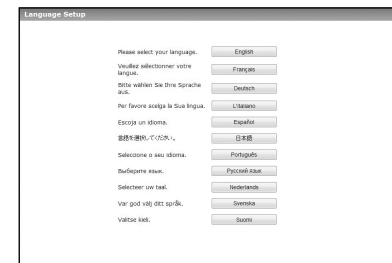 Language Setup
Please select your language.
English
Veuillez sélectionner votre
langue.
Français
Bitte wählen Sie Ihre Sprache
aus.
Deutsch
Per favore scelga la Sua lingua.
L'italiano
Escoja un idioma.
Español
言語を選択してください。
日本語
Seleccione o seu idioma.
Português
Выберите язык.
Русский язык
Selecteer uw taal.
Nederlands
Var god välj ditt språk.
Svenska
Valitse kieli.
Suomi